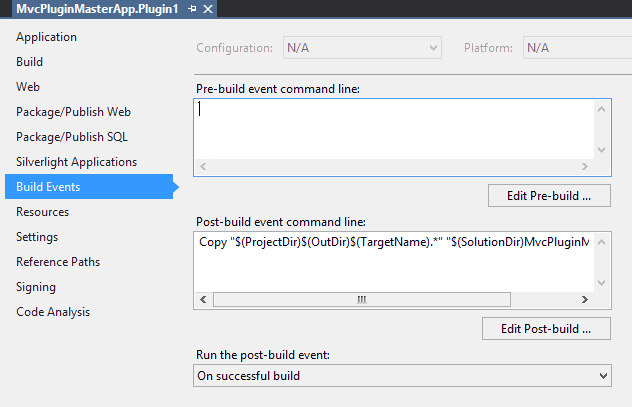 MvcPluginMasterApp.Plugin1
Application
Build
Web
Package/Publish Web
Package/Publish SQL
Silverlight Applications
Build Events
Resources
Settings
Reference Paths
Signing
Code Analysis
Configuration: N/A Platform: N/A
Pre-build event command line:
Edit Pre-build ...
Post-build event command line:
Copy "$(ProjectDir)$(OutDir)$(TargetName).*" "$(SolutionDir)MvcPluginM
Edit Post-build ...
Run the post-build event:
On successful build